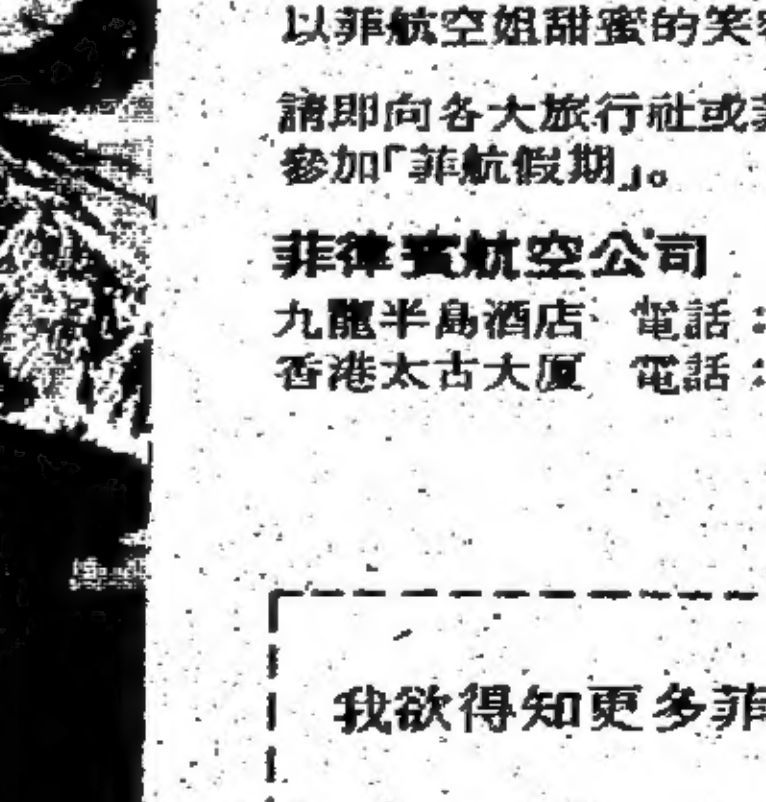 以菲航空姐甜蜜的笑容
請即向各大旅行社或菲
參加「菲航假期」。
菲律賓航空公司
九龍半島酒店 電話：
香港太古大厦 電話：
我欲得知更多菲